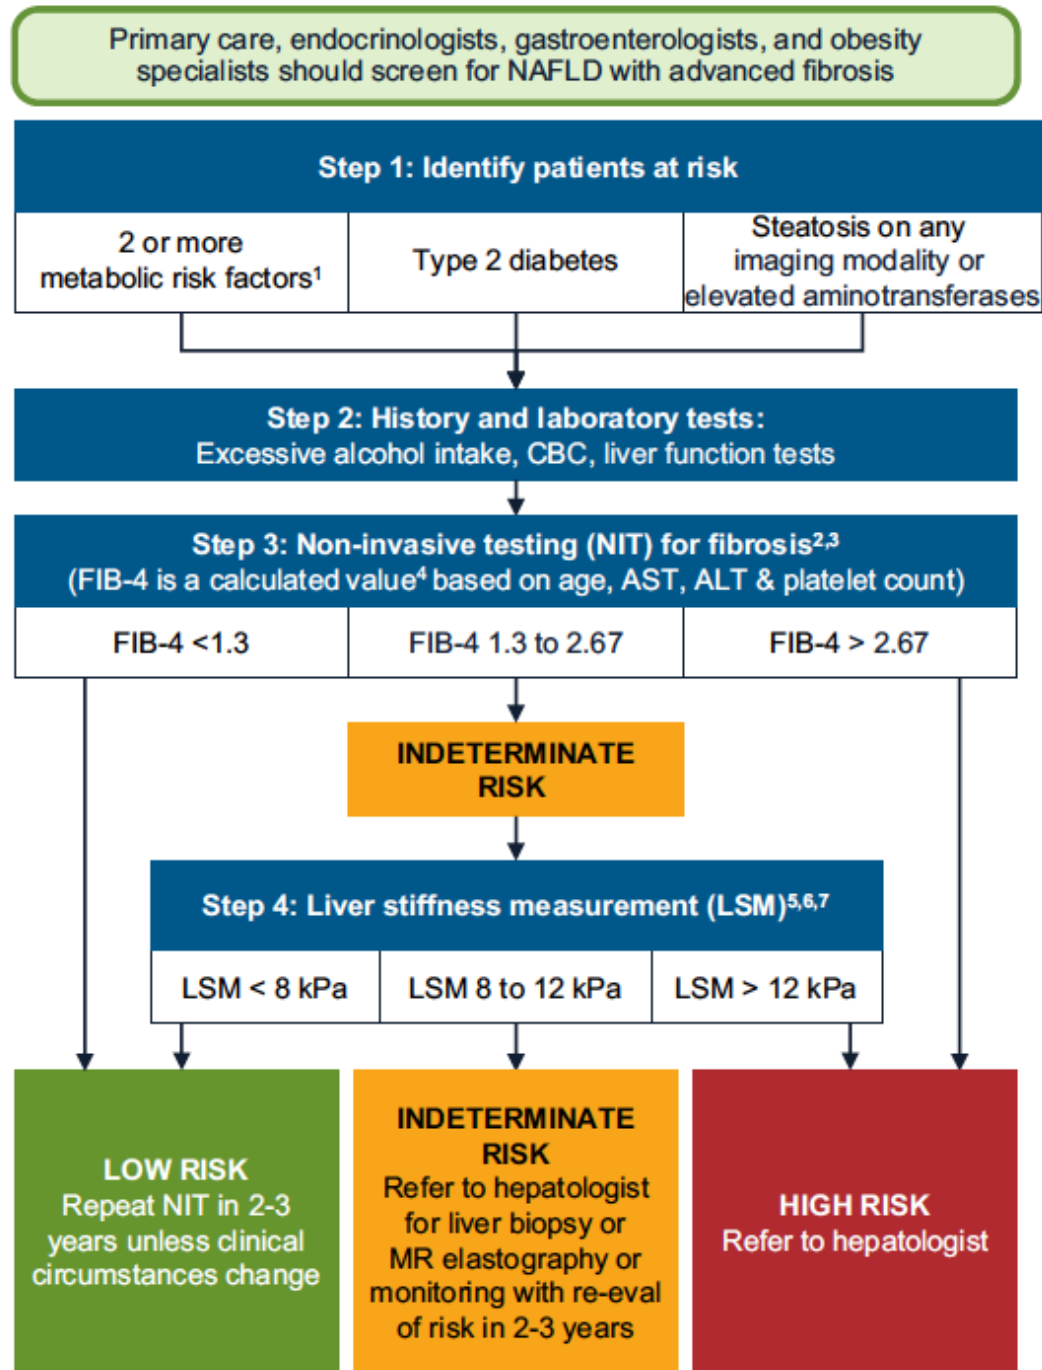 Primary care, endocrinologists, gastroenterologists, and obesity
specialists should screen for NAFLD with advanced fibrosis
Step 1: Identify patients at risk
2 or more
metabolic risk factors¹
Type 2 diabetes
Steatosis on any
imaging modality or
elevated aminotransferases
Step 2: History and laboratory tests:
Excessive alcohol intake, CBC, liver function tests
Step 3: Non-invasive testing (NIT) for fibrosis²,³
(FIB-4 is a calculated value⁴ based on age, AST, ALT & platelet count)
FIB-4 <1.3
FIB-4 1.3 to 2.67
FIB-4 > 2.67
INDETERMINATE
RISK
Step 4: Liver stiffness measurement (LSM)⁵,⁶,⁷
LSM < 8 kPa
LSM 8 to 12 kPa
LSM > 12 kPa
LOW RISK
Repeat NIT in 2-3
years unless clinical
circumstances change
INDETERMINATE
RISK
Refer to hepatologist
for liver biopsy or
MR elastography or
monitoring with re-eval
of risk in 2-3 years
HIGH RISK
Refer to hepatologist